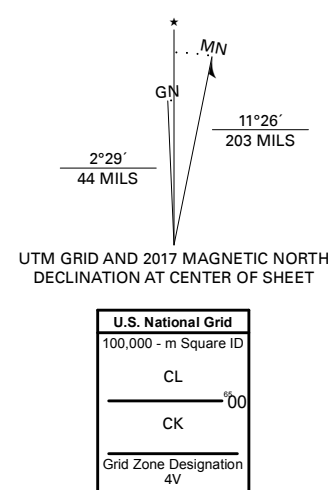 ★
MN
GN
11°26´
203 MILS
2°29´
44 MILS
UTM GRID AND 2017 MAGNETIC NORTH
DECLINATION AT CENTER OF SHEET
U.S. National Grid
100,000 - m Square ID
CL
⁶⁵00
CK
Grid Zone Designation
4V